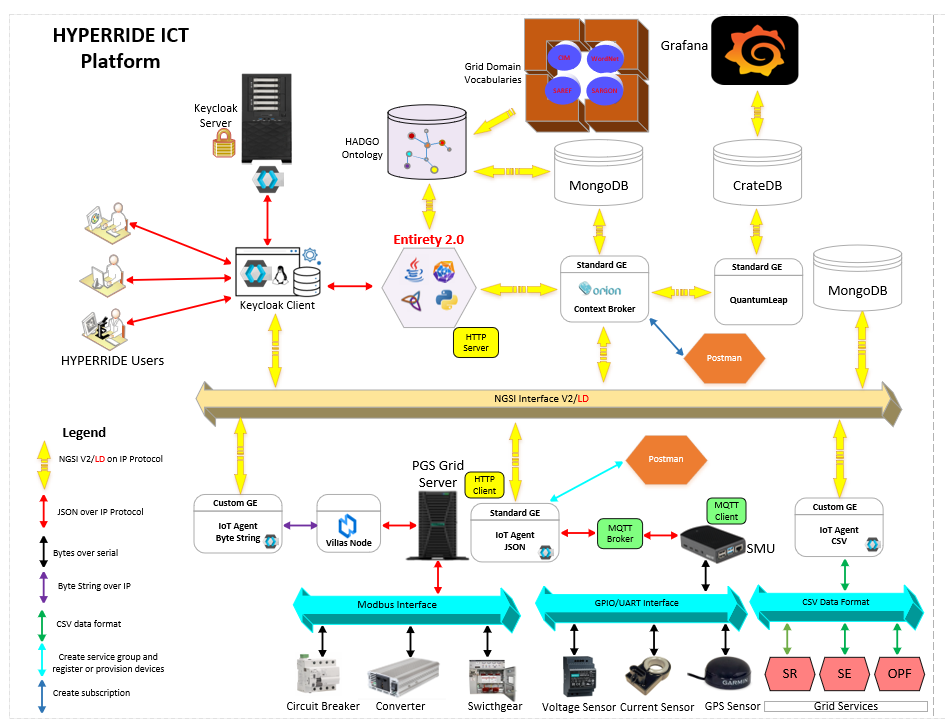 HYPERRIDE ICT
Platform
Keycloak
Server
Grid Domain
Vocabularies
CIM
SAREF
SARGON
Grafana
HADGO
Ontology
MongoDB
CrateDB
Entirety 2.0
Standard GE
orion
Context Broker
Standard GE
QuantumLeap
MongoDB
Keycloak Client
HTTP
Server
Postman
HYPERRIDE Users
NGSI Interface V2/LD
Legend
NGSI V2/LD on IP Protocol
JSON over IP Protocol
Bytes over serial
Byte String over IP
CSV data format
Create service group and
register or provision devices
Create subscription
PGS Grid
Server
HTTP
Client
Postman
Custom GE
IoT Agent
Byte String
Villas Node
Standard GE
IoT Agent
JSON
MQTT
Broker
MQTT
Client
SMU
Custom GE
IoT Agent
CSV
Modbus Interface
GPIO/UART Interface
CSV Data Format
Circuit Breaker
Converter
Swicthgear
Voltage Sensor
Current Sensor
GARMIN
GPS Sensor
SR
SE
OPF
Grid Services